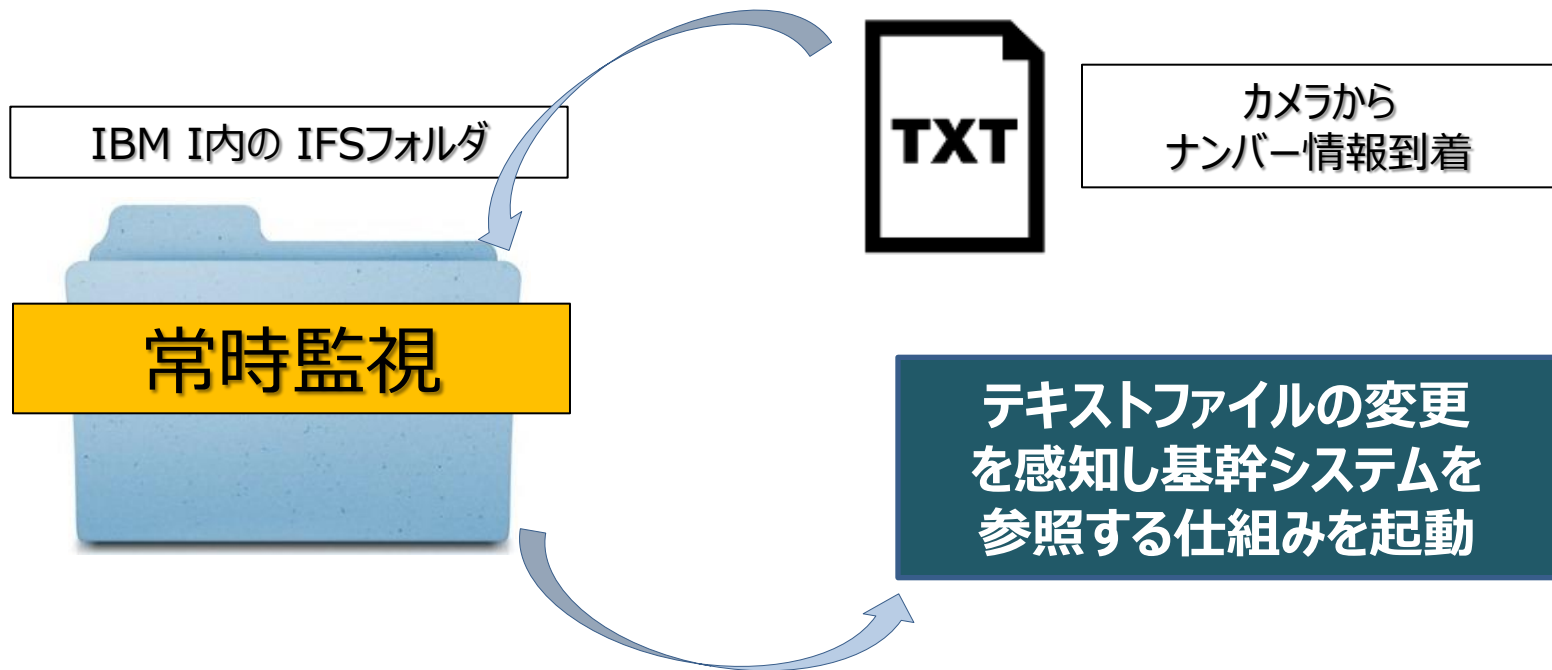 IBM I内の IFSフォルダ
TXT
カメラから
ナンバー情報到着
常時監視
テキストファイルの変更
を感知し基幹システムを
参照する仕組みを起動